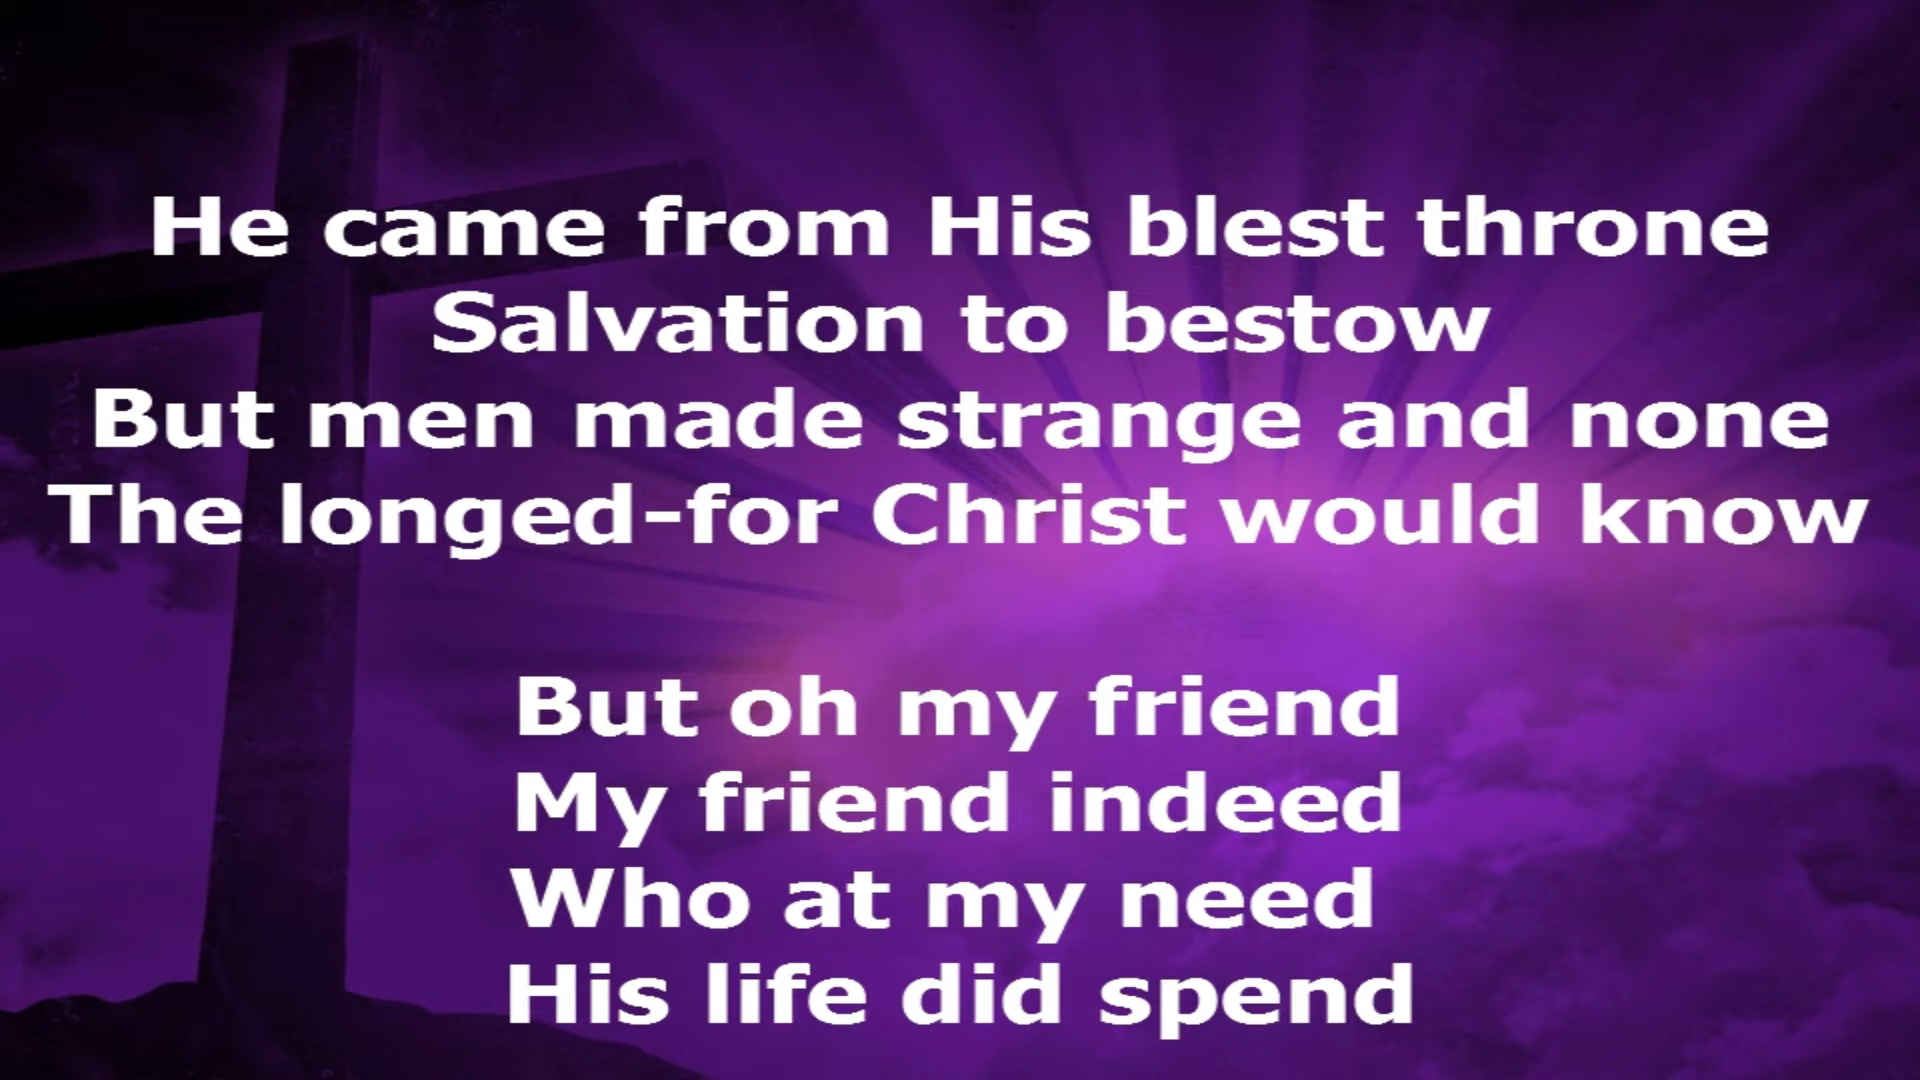 He came from His blest throne
Salvation to bestow
But men made strange and none
The longed-for Christ would know
But oh my friend
My friend indeed
Who at my need
His life did spend